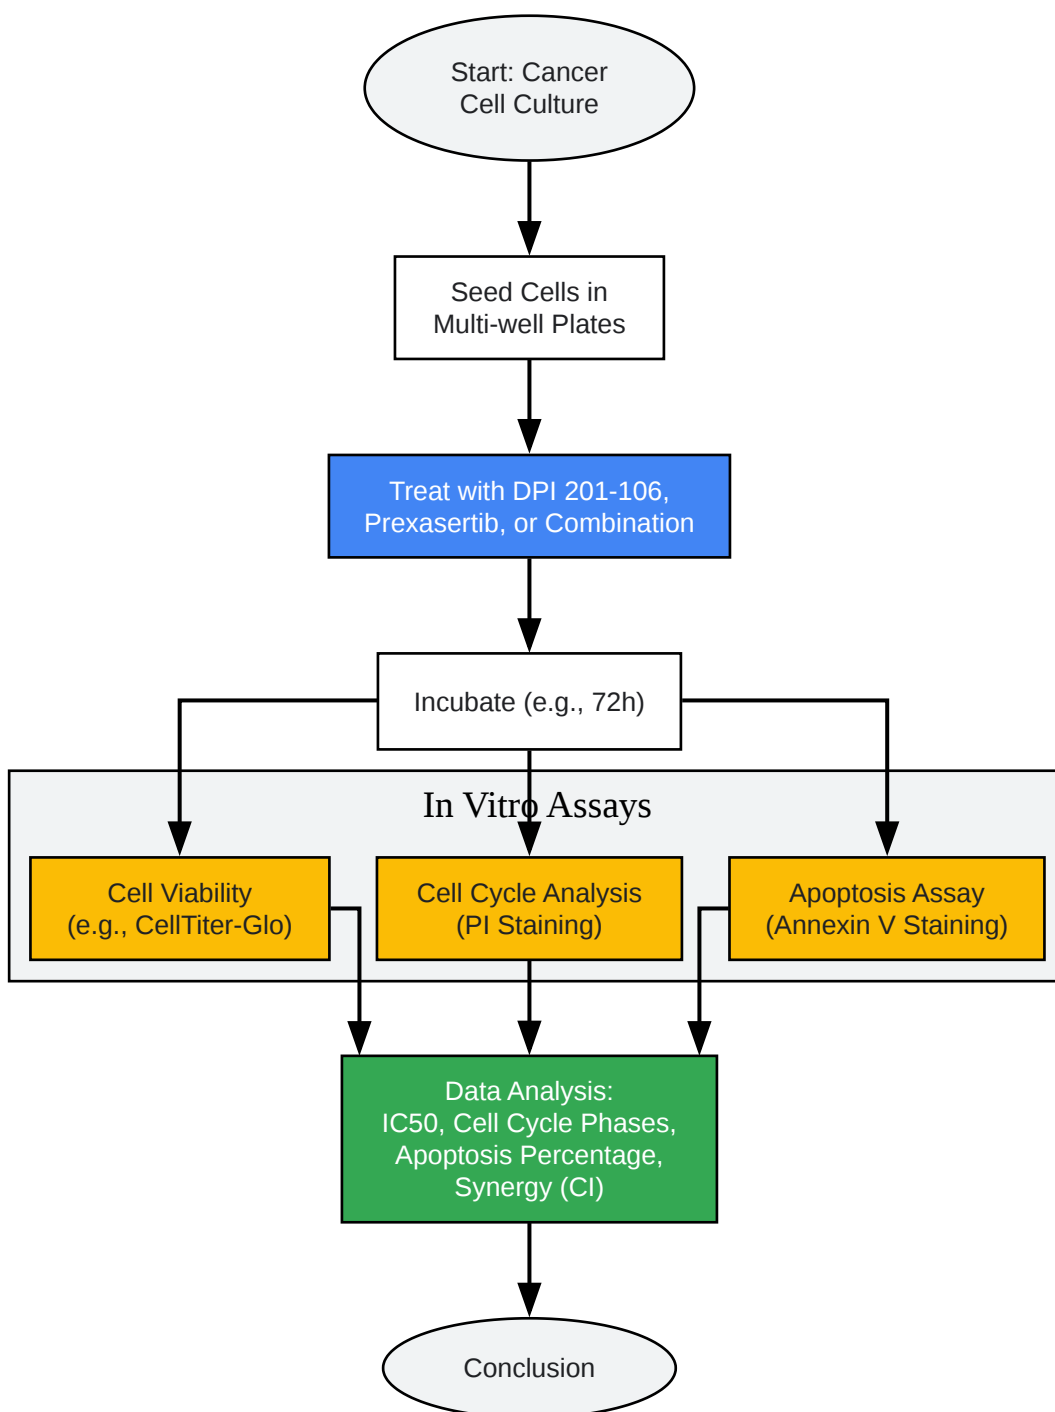 Start: Cancer
Cell Culture
Seed Cells in
Multi-well Plates
Treat with DPI 201-106,
Prexasertib, or Combination
Incubate (e.g., 72h)
In Vitro Assays
Cell Viability
(e.g., CellTiter-Glo)
Cell Cycle Analysis
(PI Staining)
Apoptosis Assay
(Annexin V Staining)
Data Analysis:
IC50, Cell Cycle Phases,
Apoptosis Percentage,
Synergy (CI)
Conclusion